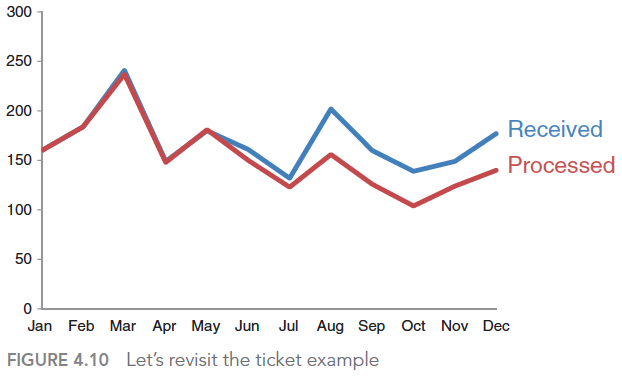 300
250
200
150
100
50
0
Received
Processed
Jan Feb Mar Apr May Jun Jul Aug Sep Oct Nov Dec
FIGURE 4.10 Let’s revisit the ticket example